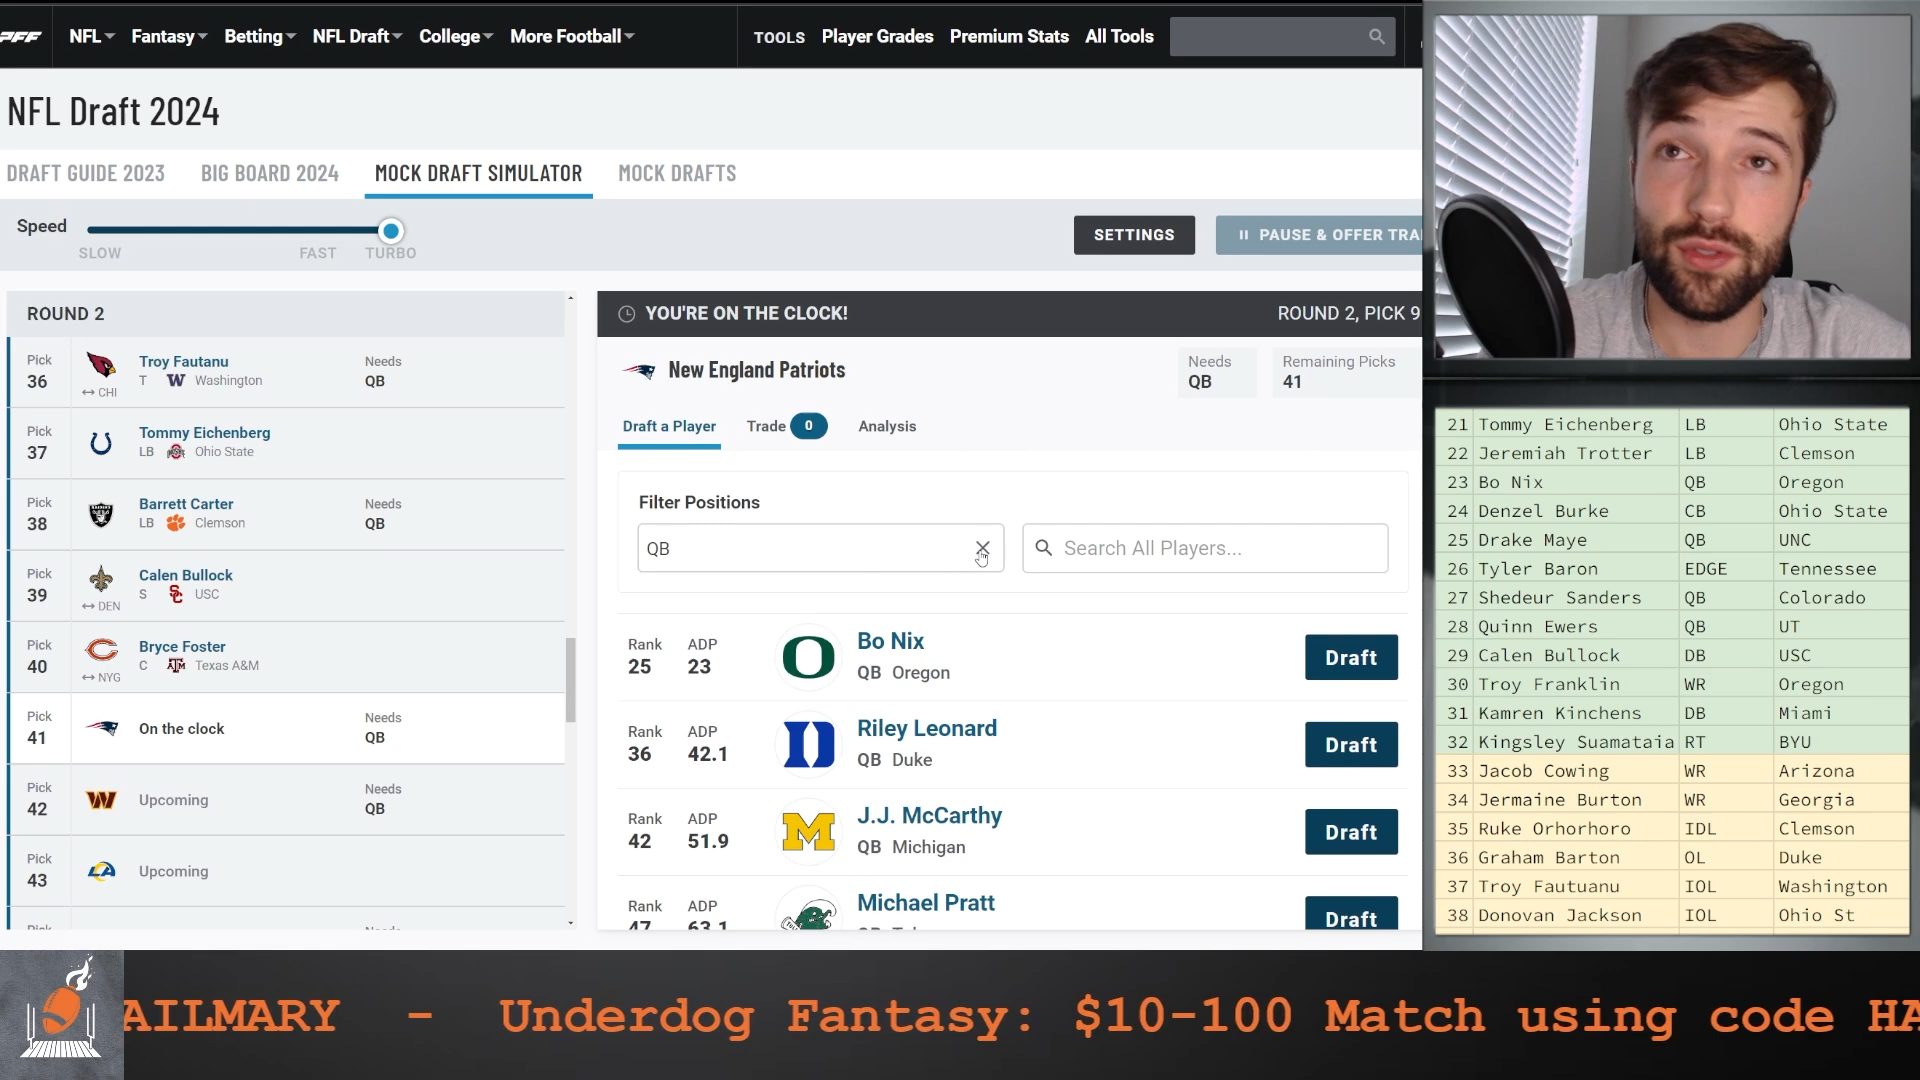 PFF NFL Fantasy Betting NFL Draft College More Football TOOLS Player Grades Premium Stats All Tools
NFL Draft 2024
DRAFT GUIDE 2023 BIG BOARD 2024 MOCK DRAFT SIMULATOR MOCK DRAFTS
Speed
SLOW FAST TURBO
SETTINGS
PAUSE & OFFER TRA
ROUND 2
Pick 36 CHI Troy Fautanu T W Washington Needs QB
Pick 37 Tommy Eichenberg LB Ohio State
Pick 38 Barrett Carter LB Clemson Needs QB
Pick 39 DEN Calen Bullock S USC
Pick 40 NYG Bryce Foster C Texas A&M
Pick 41 On the clock Needs QB
Pick 42 Upcoming Needs QB
Pick 43 Upcoming
YOU'RE ON THE CLOCK! ROUND 2, PICK 9
New England Patriots
Needs QB
Remaining Picks 41
Draft a Player Trade 0 Analysis
Filter Positions
QB
Search All Players...
Rank 25 ADP 23 Bo Nix QB Oregon Draft
Rank 36 ADP 42.1 Riley Leonard QB Duke Draft
Rank 42 ADP 51.9 J.J. McCarthy QB Michigan Draft
Rank 47 ADP 63.1 Michael Pratt QB Draft
21 Tommy Eichenberg LB Ohio State
22 Jeremiah Trotter LB Clemson
23 Bo Nix QB Oregon
24 Denzel Burke CB Ohio State
25 Drake Maye QB UNC
26 Tyler Baron EDGE Tennessee
27 Shedeur Sanders QB Colorado
28 Quinn Ewers QB UT
29 Calen Bullock DB USC
30 Troy Franklin WR Oregon
31 Kamren Kinchens DB Miami
32 Kingsley Suamataia RT BYU
33 Jacob Cowing WR Arizona
34 Jermaine Burton WR Georgia
35 Ruke Orhorhoro IDL Clemson
36 Graham Barton OL Duke
37 Troy Fautuanu IOL Washington
38 Donovan Jackson IOL Ohio St
AILMARY - Underdog Fantasy: $10-100 Match using code HA